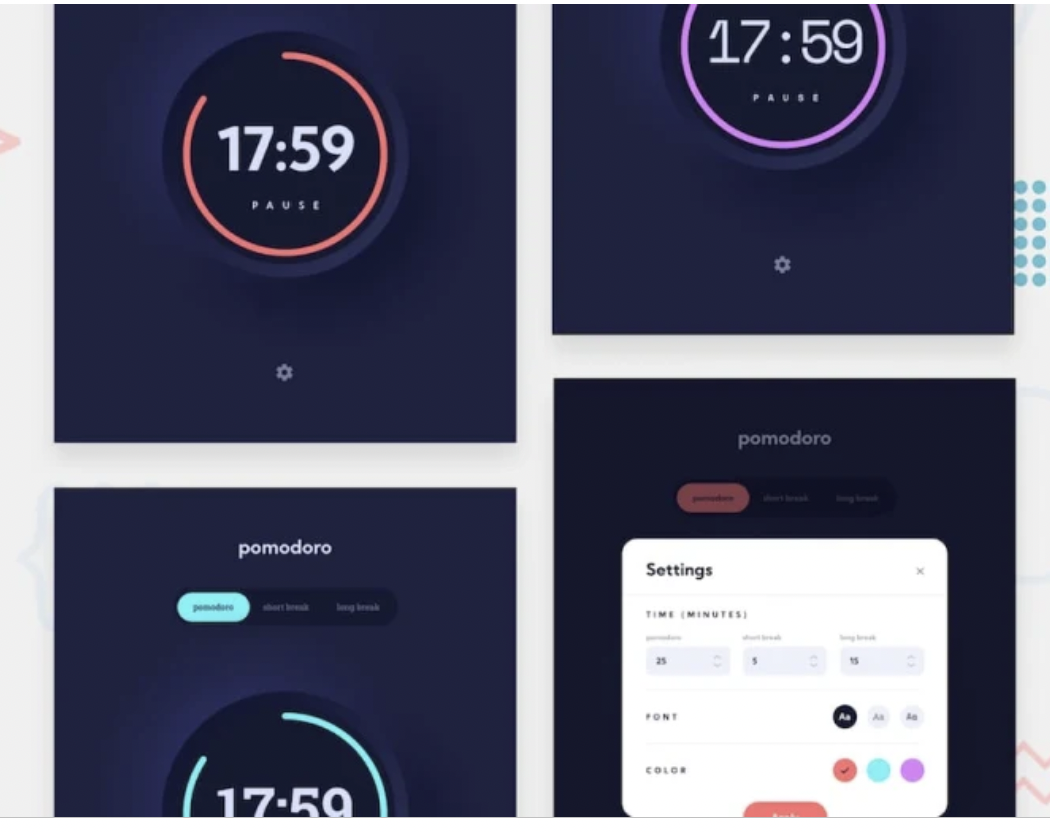 17:59
PAUSE
17:59
PAUSE
pomodoro
pomodoro short break long break
17:59
pomodoro
pomodoro short break long break
Settings ×
TIME (MINUTES)
pomodoro short break long break
25 5 15
FONT Aa Aa Aa
COLOR
Apply